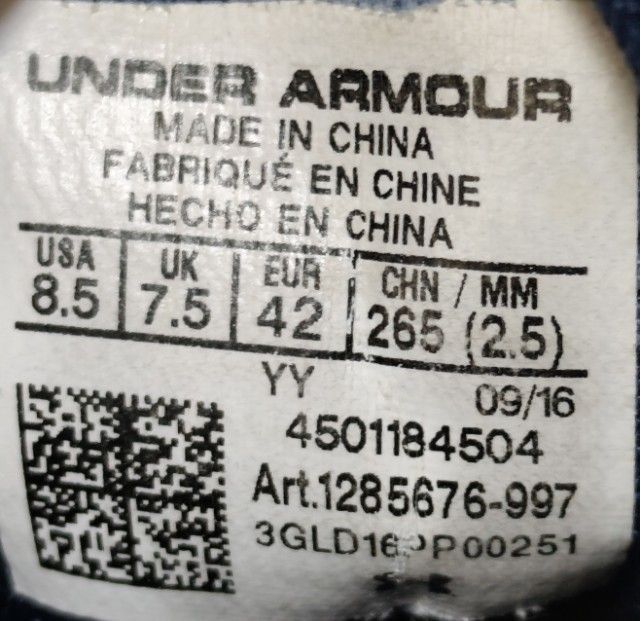 UNDER ARMOUR
MADE IN CHINA
FABRIQUÉ EN CHINE
HECHO EN CHINA
USA UK EUR CHN / MM
8.5 7.5 42 265 (2.5)
YY 09/16
4501184504
Art.1285676-997